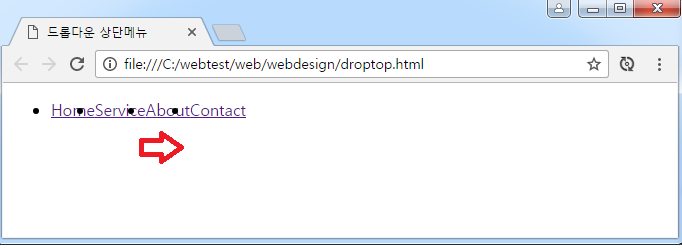 드롭다운 상단메뉴
file:///C:/webtest/web/webdesign/droptop.html
HomeServiceAboutContact